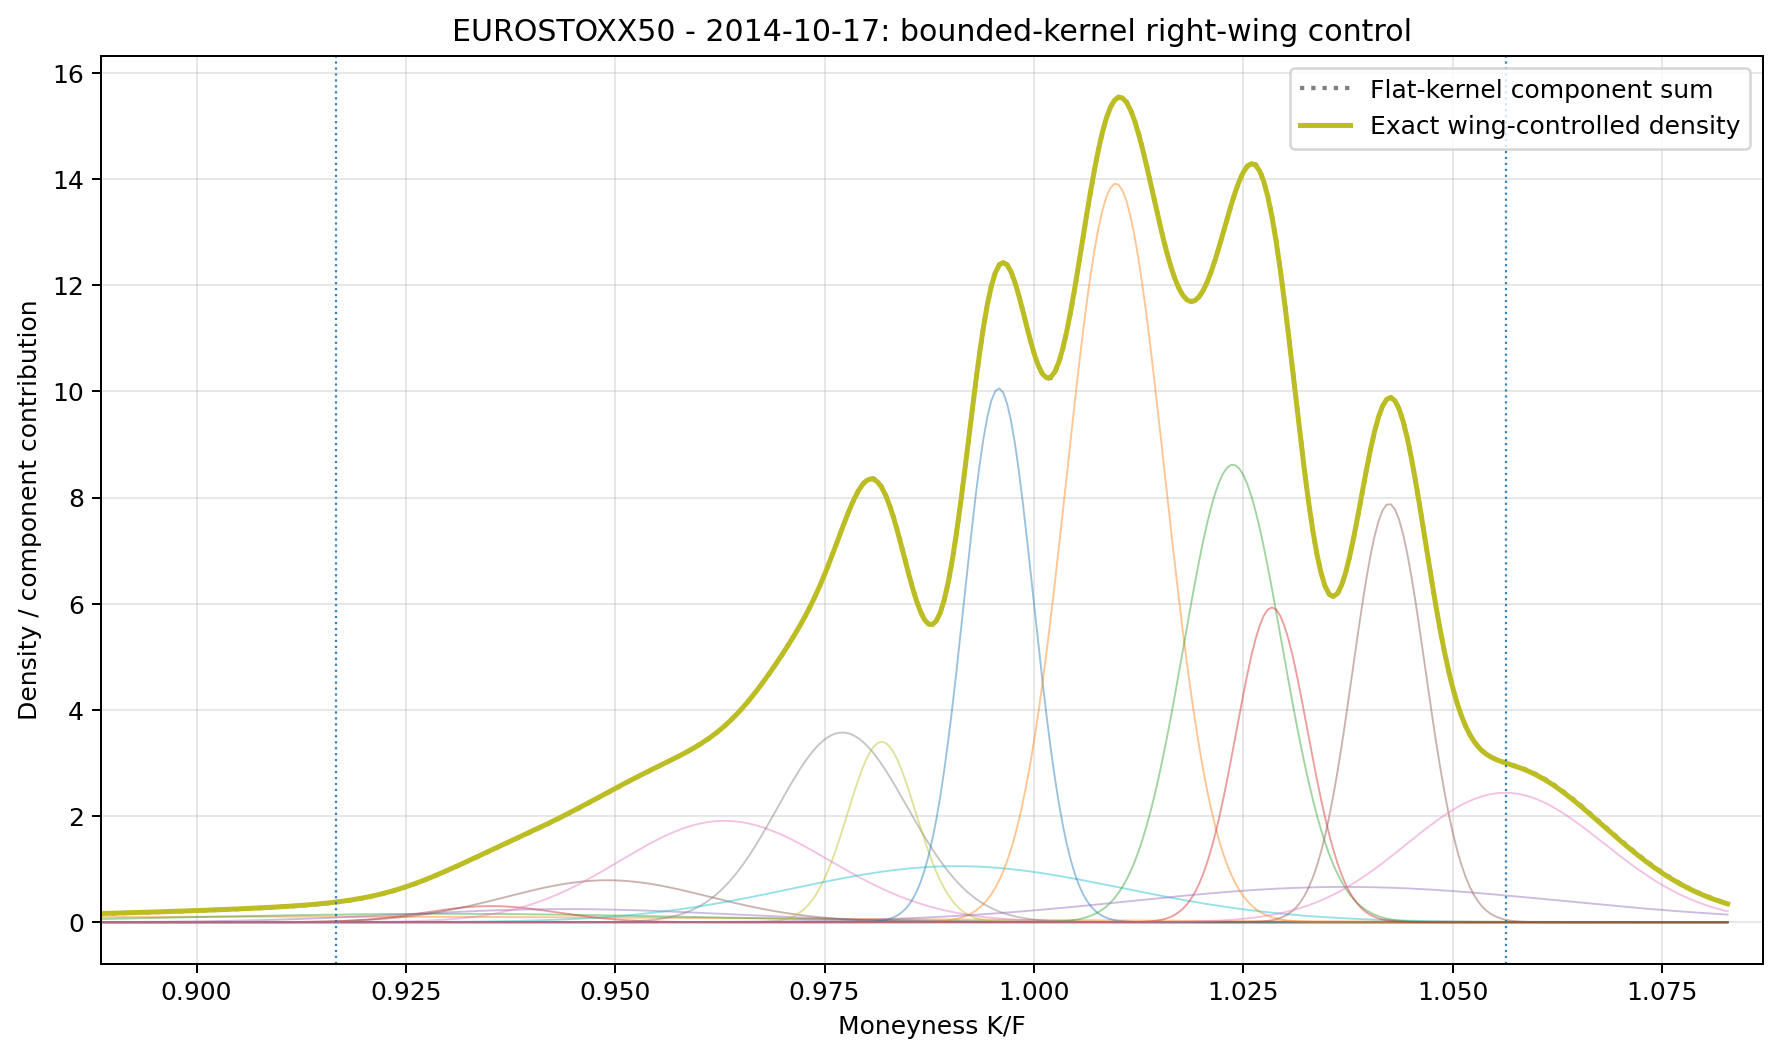 EUROSTOXX50 - 2014-10-17: bounded-kernel right-wing control
Flat-kernel component sum
Exact wing-controlled density
Density / component contribution
16
14
12
10
8
6
4
2
0
0.900 0.925 0.950 0.975 1.000 1.025 1.050 1.075
Moneyness K/F